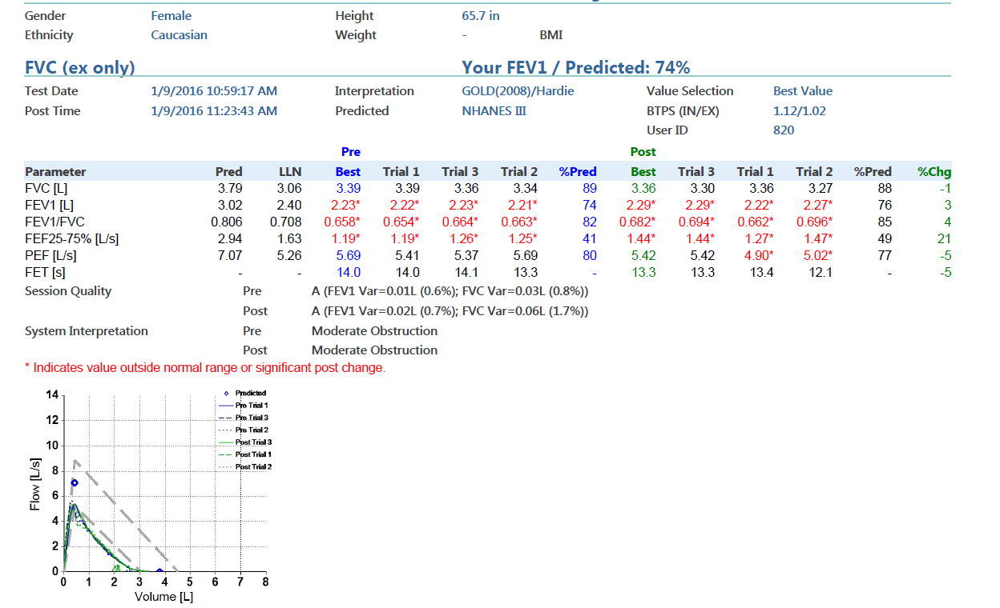 Gender Female Height 65.7 in
Ethnicity Caucasian Weight - BMI
FVC (ex only) Your FEV1 / Predicted: 74%
Test Date 1/9/2016 10:59:17 AM Interpretation GOLD(2008)/Hardie Value Selection Best Value
Post Time 1/9/2016 11:23:43 AM Predicted NHANES III BTPS (IN/EX) 1.12/1.02
User ID 820
Pre Post
Parameter Pred LLN Best Trial 1 Trial 3 Trial 2 %Pred Best Trial 3 Trial 1 Trial 2 %Pred %Chg
FVC [L] 3.79 3.06 3.39 3.39 3.36 3.34 89 3.36 3.30 3.36 3.27 88 -1
FEV1 [L] 3.02 2.40 2.23* 2.22* 2.23* 2.21* 74 2.29* 2.29* 2.22* 2.27* 76 3
FEV1/FVC 0.806 0.708 0.658* 0.654* 0.664* 0.663* 82 0.682* 0.694* 0.662* 0.696* 85 4
FEF25-75% [L/s] 2.94 1.63 1.19* 1.19* 1.26* 1.25* 41 1.44* 1.44* 1.27* 1.47* 49 21
PEF [L/s] 7.07 5.26 5.69 5.41 5.37 5.69 80 5.42 5.42 4.90* 5.02* 77 -5
FET [s] - - 14.0 14.0 14.1 13.3 - 13.3 13.3 13.4 12.1 - -5
Session Quality Pre A (FEV1 Var=0.01L (0.6%); FVC Var=0.03L (0.8%))
Post A (FEV1 Var=0.02L (0.7%); FVC Var=0.06L (1.7%))
System Interpretation Pre Moderate Obstruction
Post Moderate Obstruction
* Indicates value outside normal range or significant post change.
14
12
10
8
6
4
2
0
Flow [L/s]
Predicted
Pre Trial 1
Pre Trial 3
Pre Trial 2
Post Trial 3
Post Trial 1
Post Trial 2
0 1 2 3 4 5 6 7 8
Volume [L]